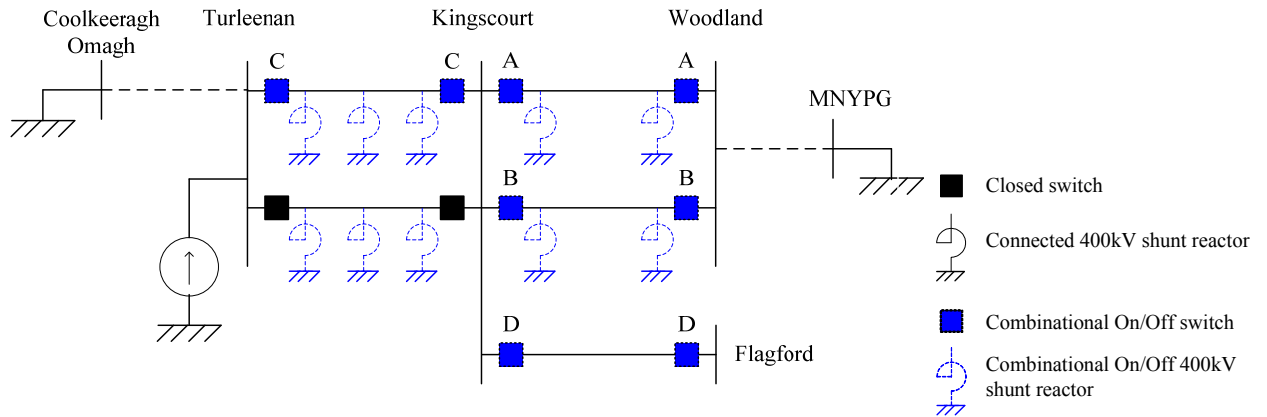 Coolkeeragh
Omagh
Turleenan
Kingscourt
Woodland
C
C
A
A
MNYPG
B
B
D
D
Flagford
Closed switch
Connected 400kV shunt reactor
Combinational On/Off switch
Combinational On/Off 400kV
shunt reactor